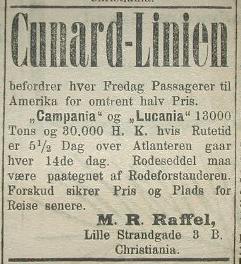 Cunard-Linien
befordrer hver Fredag Passagerer til
Amerika for omtrent halv Pris.
„Campania“ og „Lucania“ 13000
Tons og 30,000 H. K. hvis Rutetid
er 5 1/2 Dag over Atlanteren gaar
hver 14de dag. Rodeseddel maa
være paategnet af Rodeforstanderen.
Forskud sikrer Pris og Plads for
Reise senere.
M. R. Raffel,
Lille Strandgade 3 B.
Christiania.